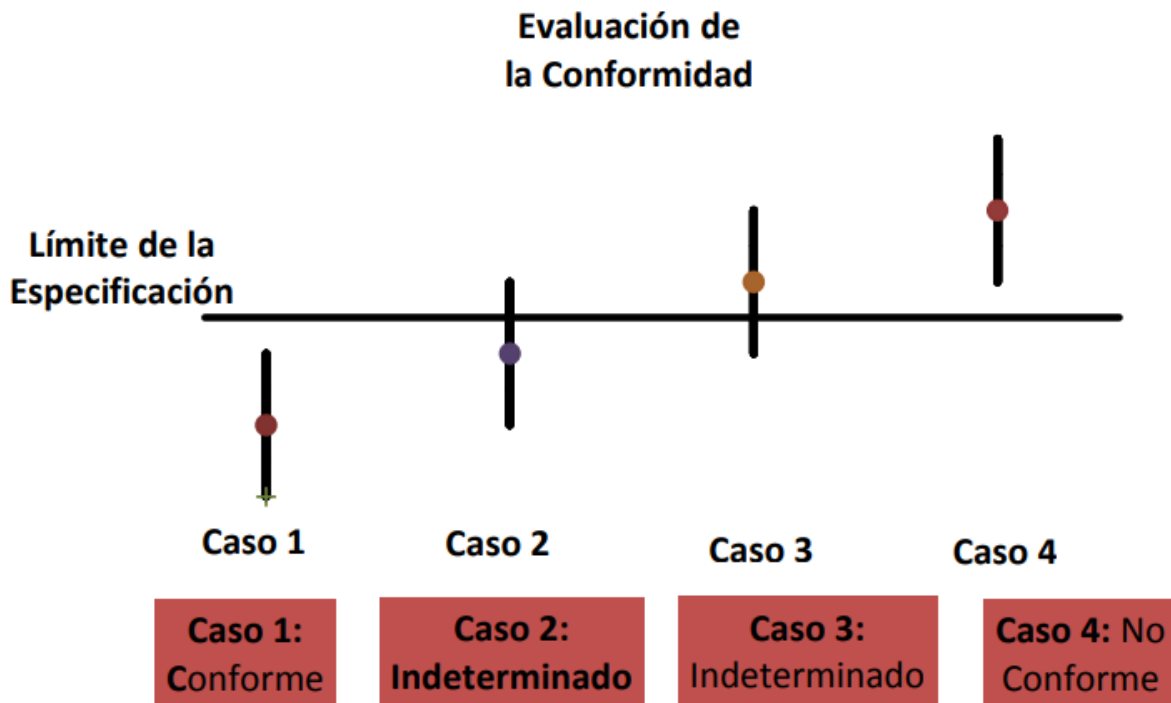 Evaluación de
la Conformidad
Límite de la
Especificación
Caso 1
Caso 2
Caso 3
Caso 4
Caso 1:
Conforme
Caso 2:
Indeterminado
Caso 3:
Indeterminado
Caso 4: No
Conforme